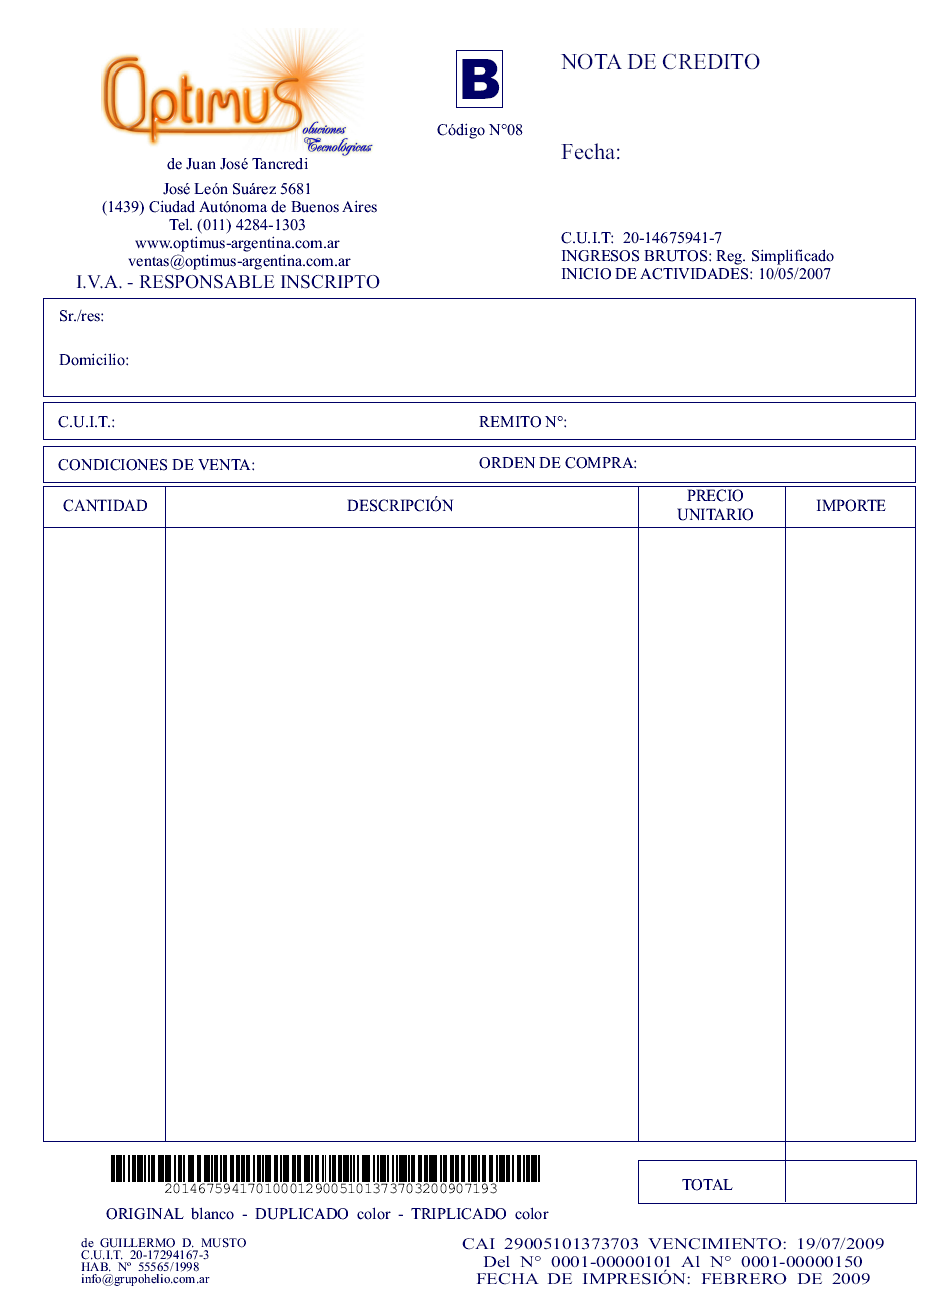 Optimus
oluciones
Tecnológicas
de Juan José Tancredi
José León Suárez 5681
(1439) Ciudad Autónoma de Buenos Aires
Tel. (011) 4284-1303
www.optimus-argentina.com.ar
ventas@optimus-argentina.com.ar
I.V.A. - RESPONSABLE INSCRIPTO
B
Código N°08
NOTA DE CREDITO
Fecha:
C.U.I.T: 20-14675941-7
INGRESOS BRUTOS: Reg. Simplificado
INICIO DE ACTIVIDADES: 10/05/2007
Sr./res:
Domicilio:
C.U.I.T.: REMITO N°:
CONDICIONES DE VENTA: ORDEN DE COMPRA:
CANTIDAD DESCRIPCIÓN PRECIO UNITARIO IMPORTE
TOTAL
2014675941701000129005101373703200907193
ORIGINAL blanco - DUPLICADO color - TRIPLICADO color
de GUILLERMO D. MUSTO
C.U.I.T. 20-17294167-3
HAB. Nº 55565/1998
info@grupohelio.com.ar
CAI 29005101373703 VENCIMIENTO: 19/07/2009
Del N° 0001-00000101 Al N° 0001-00000150
FECHA DE IMPRESIÓN: FEBRERO DE 2009